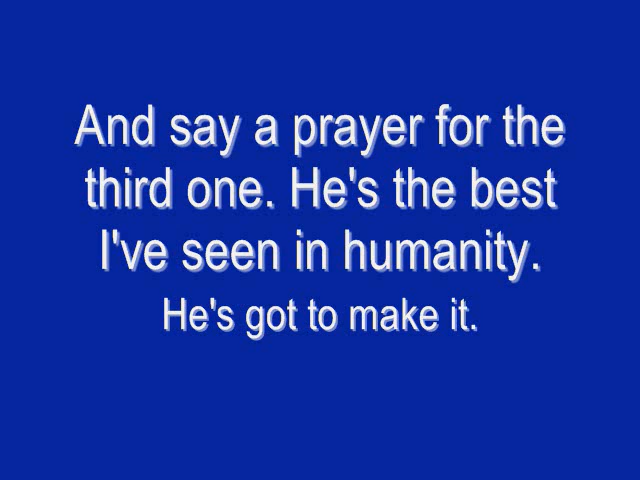 And say a prayer for the
third one. He's the best
I've seen in humanity.
He's got to make it.